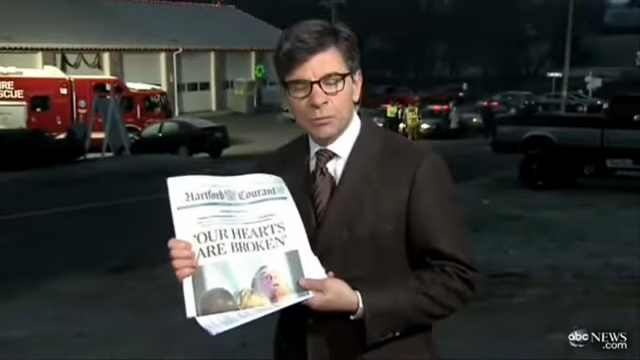 FIRE
RESCUE
Hartford Courant
'OUR HEARTS
ARE BROKEN'
abc NEWS
.com